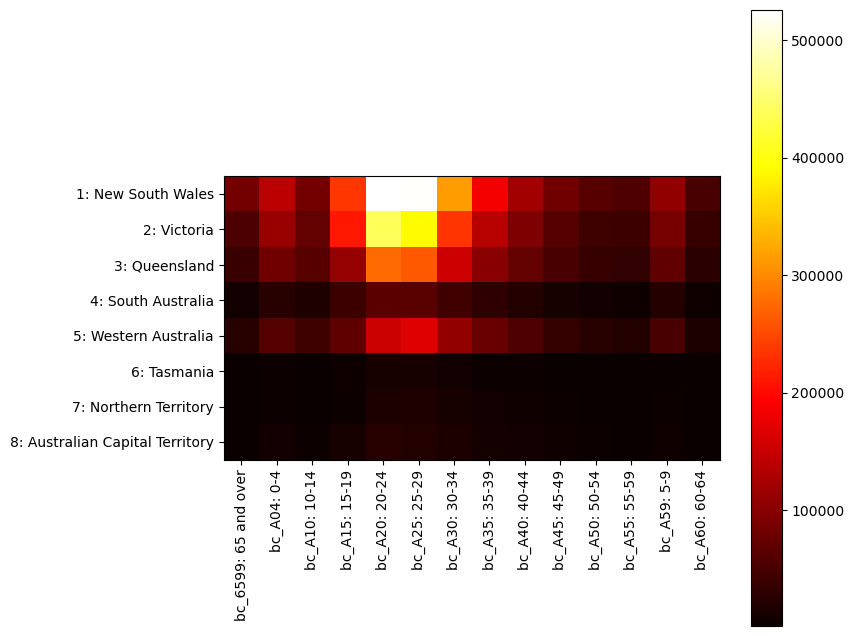 1: New South Wales
2: Victoria
3: Queensland
4: South Australia
5: Western Australia
6: Tasmania
7: Northern Territory
8: Australian Capital Territory
bc_6599: 65 and over
bc_A04: 0-4
bc_A10: 10-14
bc_A15: 15-19
bc_A20: 20-24
bc_A25: 25-29
bc_A30: 30-34
bc_A35: 35-39
bc_A40: 40-44
bc_A45: 45-49
bc_A50: 50-54
bc_A55: 55-59
bc_A59: 5-9
bc_A60: 60-64
500000
400000
300000
200000
100000